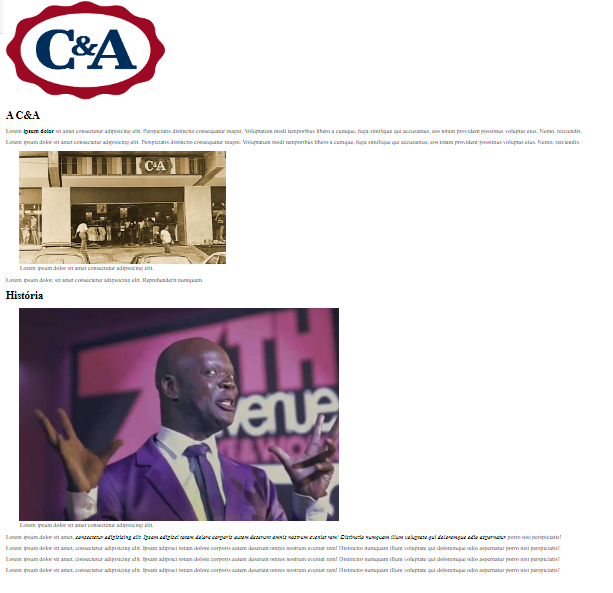 C&A
A C&A
Lorem ipsum dolor sit amet consectetur adipisicing elit. Perspiciatis distinctio consequatur magni. Voluptatum modi temporibus libero a cumque, fuga similique qui accusamus, eos totam provident possimus voluptas eius. Nemo, reiciendis.
Lorem ipsum dolor sit amet consectetur adipisicing elit. Perspiciatis distinctio consequatur magni. Voluptatum modi temporibus libero a cumque, fuga similique qui accusamus, eos totam provident possimus voluptas eius. Nemo, reiciendis.
C&A
Lorem ipsum dolor sit amet consectetur adipisicing elit.
Lorem ipsum dolor, sit amet consectetur adipisicing elit. Reprehenderit numquam.
História
7TH
venue
Lorem ipsum dolor sit amet consectetur adipisicing elit.
Lorem ipsum dolor sit amet, consectetur adipisicing elit. Ipsam adipisci totam dolore corporis autem deserunt omnis nostrum eveniet rem! Distinctio numquam illum voluptate qui doloremque odio aspernatur porro nisi perspiciatis!
Lorem ipsum dolor sit amet, consectetur adipisicing elit. Ipsam adipisci totam dolore corporis autem deserunt omnis nostrum eveniet rem! Distinctio numquam illum voluptate qui doloremque odio aspernatur porro nisi perspiciatis!
Lorem ipsum dolor sit amet, consectetur adipisicing elit. Ipsam adipisci totam dolore corporis autem deserunt omnis nostrum eveniet rem! Distinctio numquam illum voluptate qui doloremque odio aspernatur porro nisi perspiciatis!
Lorem ipsum dolor sit amet, consectetur adipisicing elit. Ipsam adipisci totam dolore corporis autem deserunt omnis nostrum eveniet rem! Distinctio numquam illum voluptate qui doloremque odio aspernatur porro nisi perspiciatis!